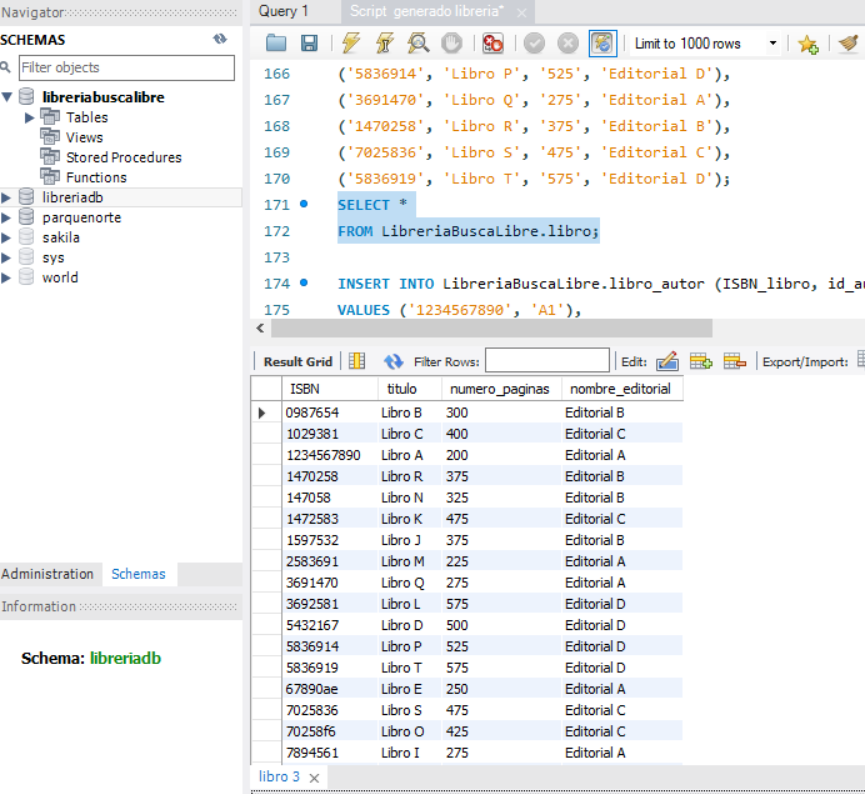 Navigator
SCHEMAS
Filter objects
libreriabuscalibre
Tables
Views
Stored Procedures
Functions
libreriadb
parquenorte
sakila
sys
world
Administration Schemas
Information
Schema: libreriadb
Query 1 Script generado libreria*
Limit to 1000 rows
166 ('5836914', 'Libro P', '525', 'Editorial D'),
167 ('3691470', 'Libro Q', '275', 'Editorial A'),
168 ('1470258', 'Libro R', '375', 'Editorial B'),
169 ('7025836', 'Libro S', '475', 'Editorial C'),
170 ('5836919', 'Libro T', '575', 'Editorial D');
171 SELECT *
172 FROM LibreriaBuscaLibre.libro;
173
174 INSERT INTO LibreriaBuscaLibre.libro_autor (ISBN_libro, id_au
175 VALUES ('1234567890', 'A1'),
Result Grid Filter Rows: Edit: Export/Import:
ISBN titulo numero_paginas nombre_editorial
0987654 Libro B 300 Editorial B
1029381 Libro C 400 Editorial C
1234567890 Libro A 200 Editorial A
1470258 Libro R 375 Editorial B
147058 Libro N 325 Editorial B
1472583 Libro K 475 Editorial C
1597532 Libro J 375 Editorial B
2583691 Libro M 225 Editorial A
3691470 Libro Q 275 Editorial A
3692581 Libro L 575 Editorial D
5432167 Libro D 500 Editorial D
5836914 Libro P 525 Editorial D
5836919 Libro T 575 Editorial D
67890ae Libro E 250 Editorial A
7025836 Libro S 475 Editorial C
70258f6 Libro O 425 Editorial C
7894561 Libro I 275 Editorial A
libro 3